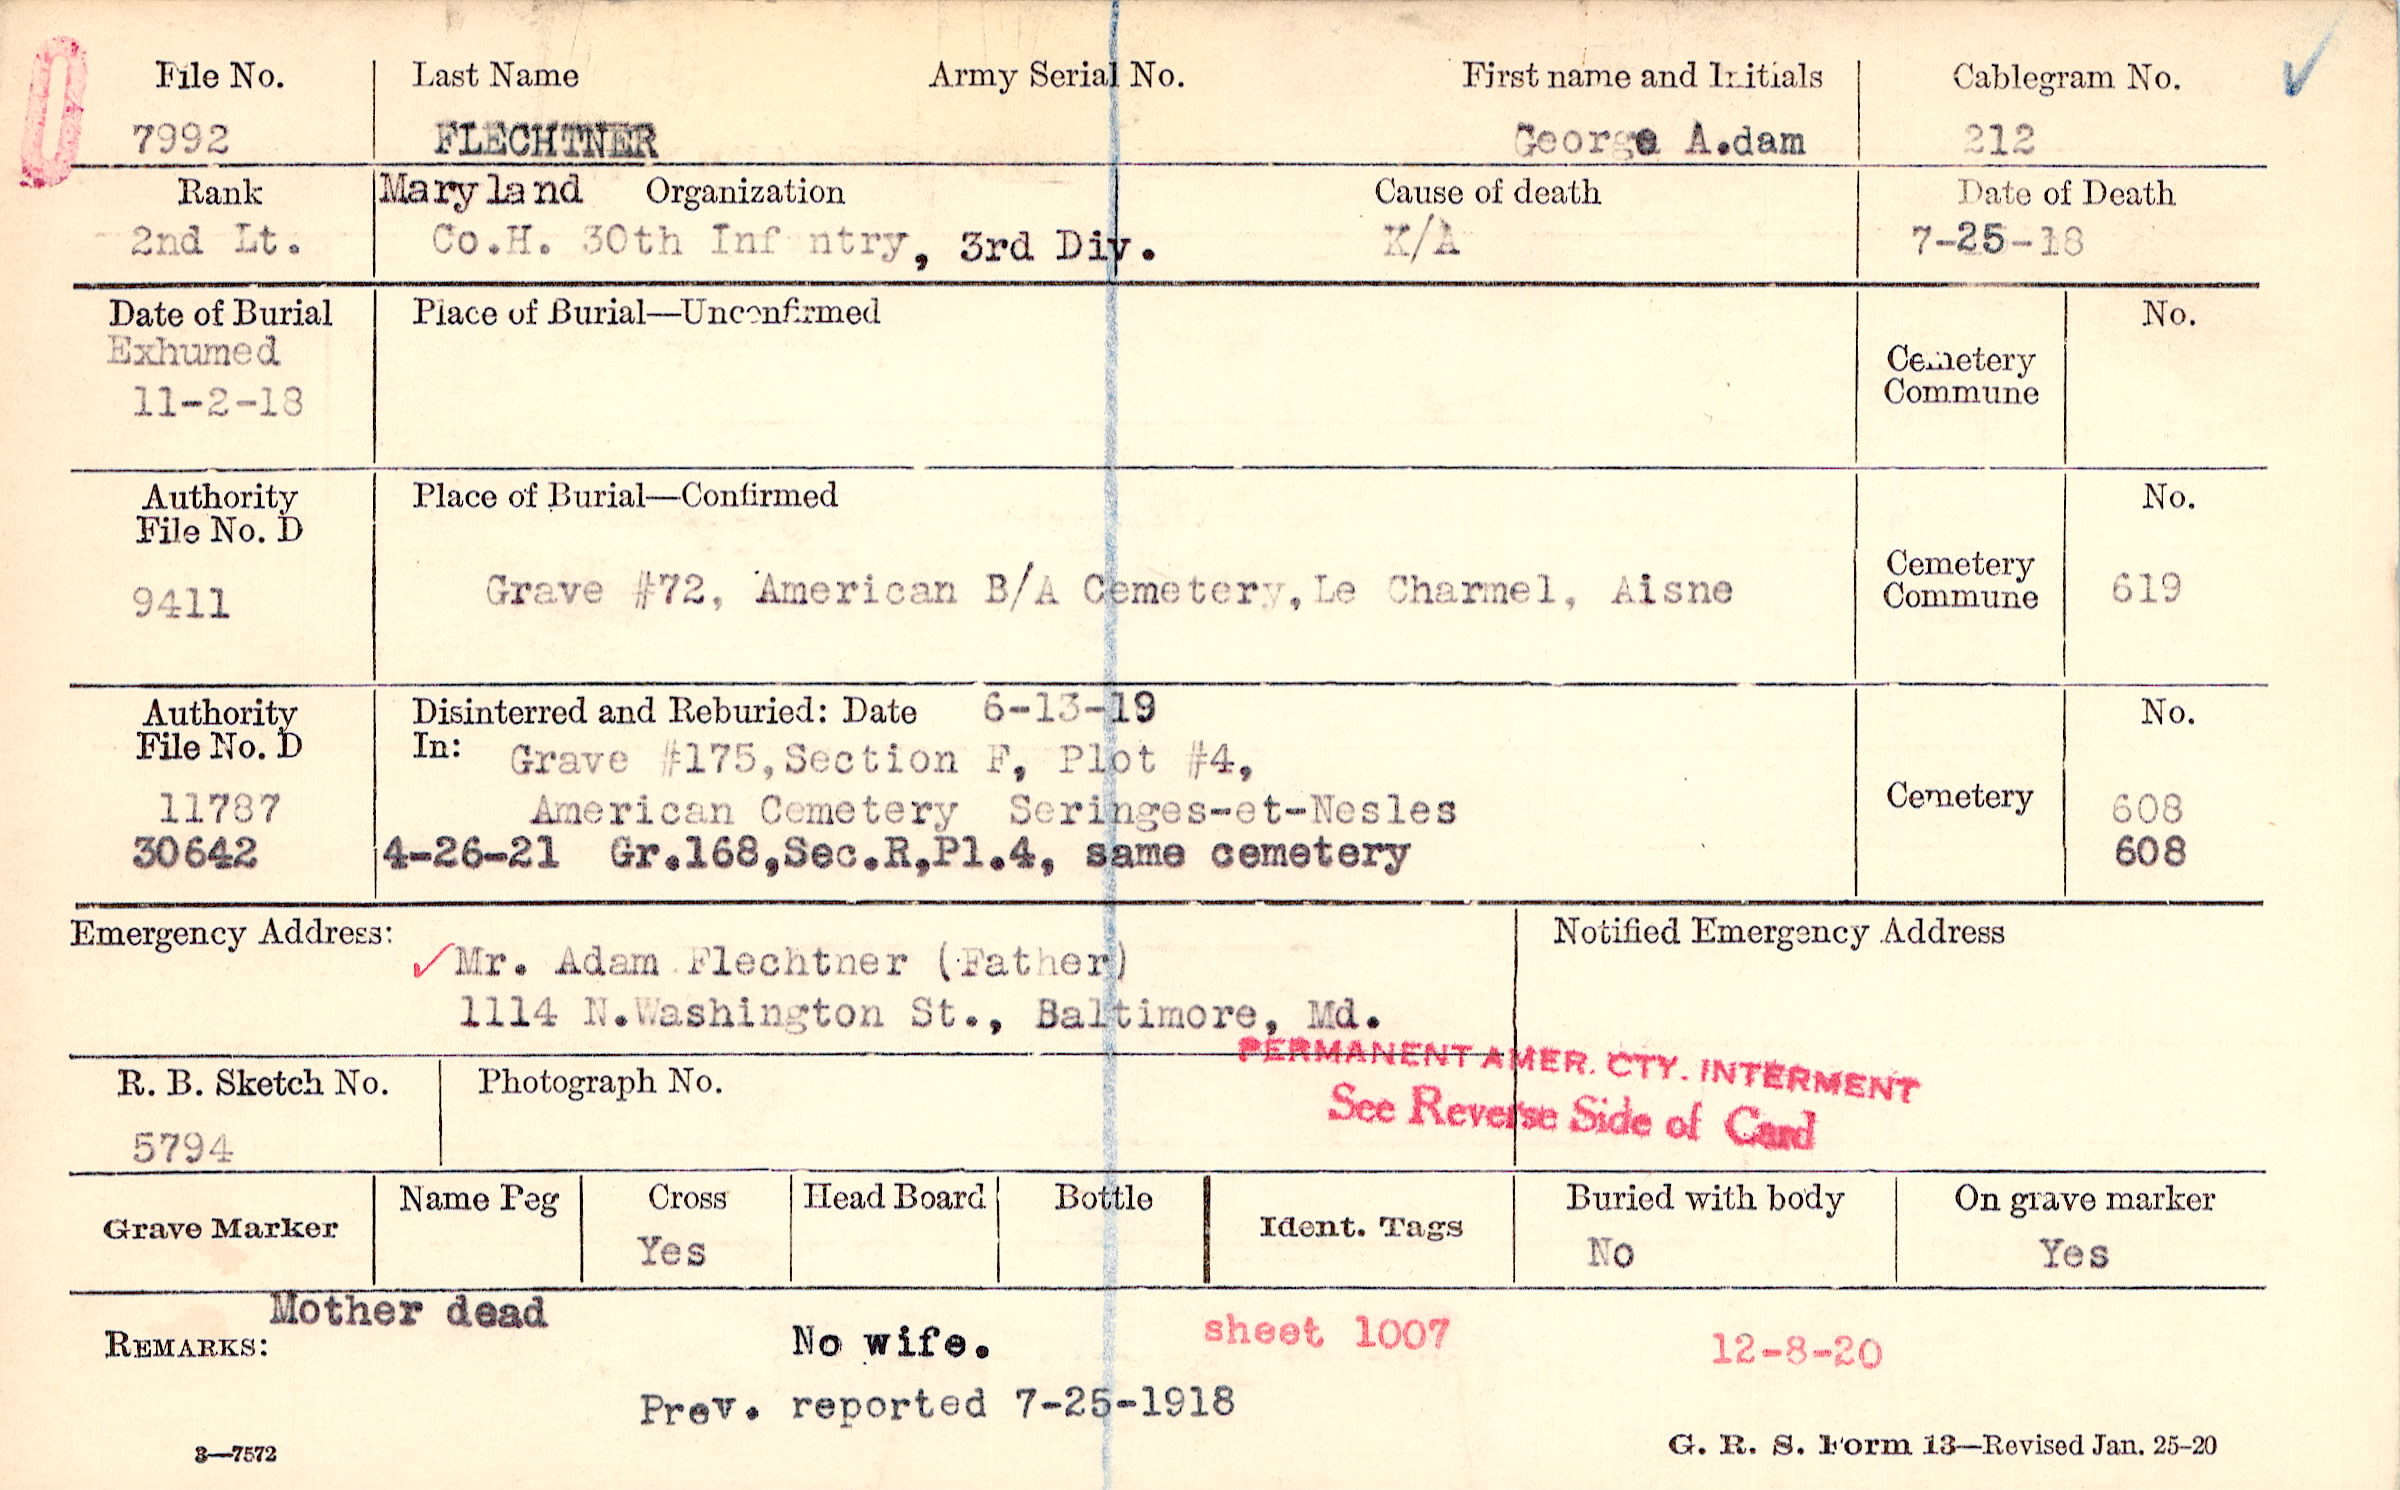 File No. Last Name Army Serial No. First name and Initials Cablegram No.
7992 FLECHTNER George A.dam 212
Rank Maryland Organization Cause of death Date of Death
2nd Lt. Co.H. 30th Inf ntry, 3rd Div. K/A 7-25-18
Date of Burial Place of Burial—Unconfirmed No.
Exhumed
11-2-18
Cemetery
Commune
Authority Place of Burial—Confirmed No.
File No. D
9411 Grave #72, American B/A Cemetery, Le Charmel, Aisne
Cemetery
Commune 619
Authority Disinterred and Reburied: Date 6-13-19 No.
File No. D In: Grave #175, Section F, Plot #4,
11787 American Cemetery Seringes-et-Nesles Cemetery 608
30642 4-26-21 Gr.168,Sec.R,Pl.4, same cemetery 608
Emergency Address: Notified Emergency Address
Mr. Adam Flechtner (Father)
1114 N.Washington St., Baltimore, Md.
PERMANENT AMER. CTY. INTERMENT
See Reverse Side of Card
R. B. Sketch No. Photograph No.
5794
Grave Marker Name Peg Cross Head Board Bottle Ident. Tags Buried with body On grave marker
Yes No Yes
Mother dead
REMARKS: No wife. sheet 1007 12-8-20
Prev. reported 7-25-1918
3—7572 G. R. S. Form 13—Revised Jan. 25-20